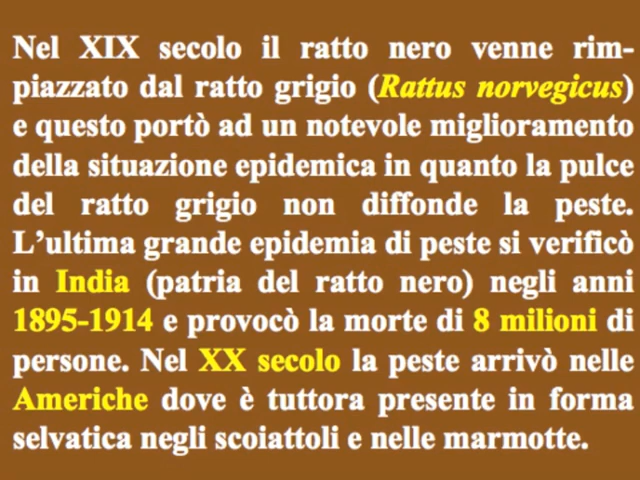 Nel XIX secolo il ratto nero venne rim-
piazzato dal ratto grigio (Rattus norvegicus)
e questo portò ad un notevole miglioramento
della situazione epidemica in quanto la pulce
del ratto grigio non diffonde la peste.
L’ultima grande epidemia di peste si verificò
in India (patria del ratto nero) negli anni
1895-1914 e provocò la morte di 8 milioni di
persone. Nel XX secolo la peste arrivò nelle
Americhe dove è tuttora presente in forma
selvatica negli scoiattoli e nelle marmotte.